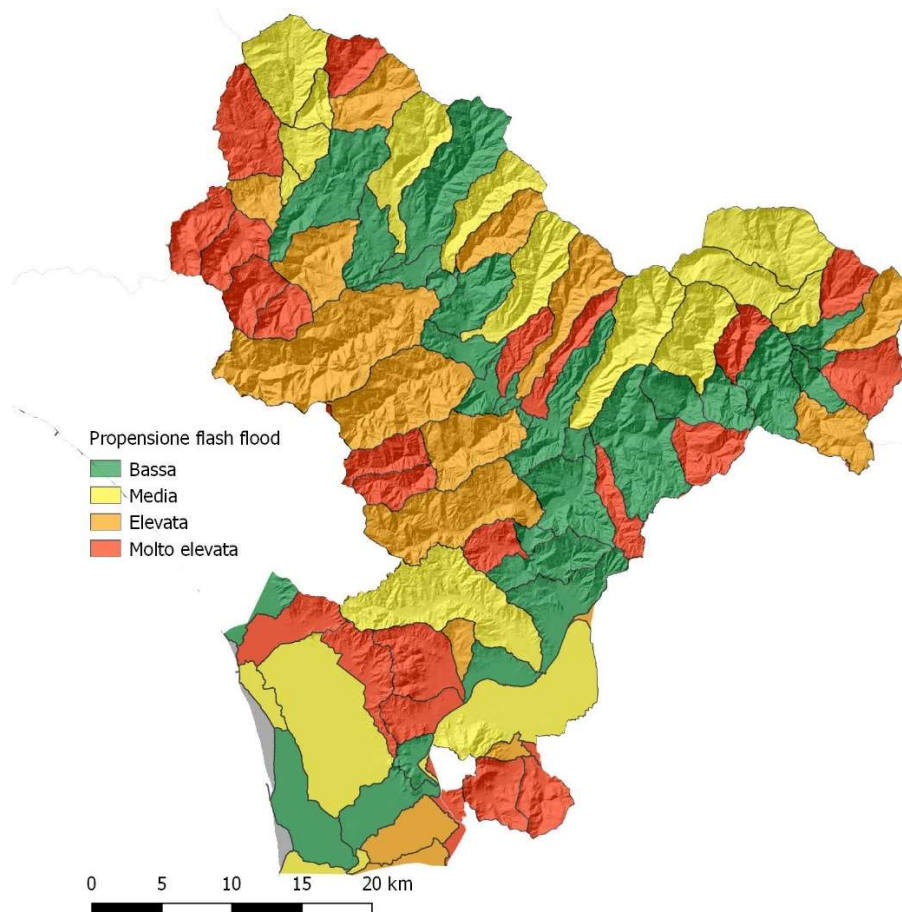 Propensione flash flood
Bassa
Media
Elevata
Molto elevata
0 5 10 15 20 km